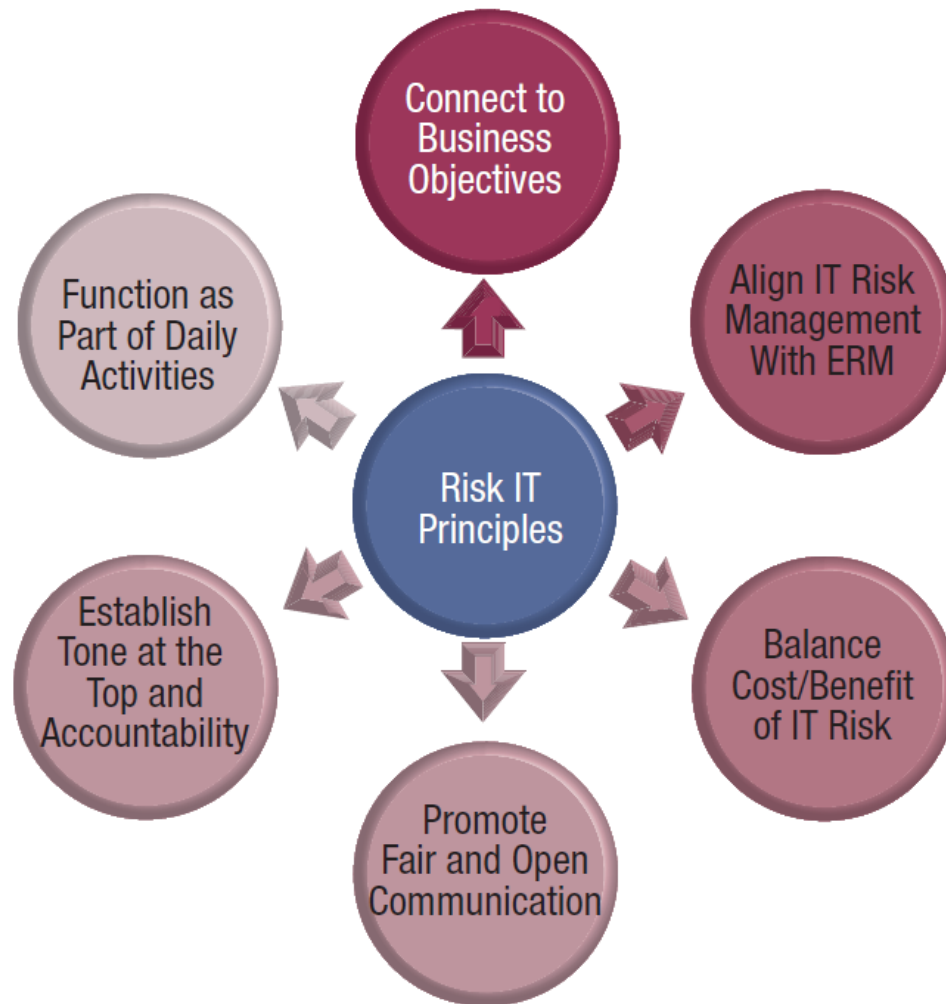 Connect to
Business
Objectives
Align IT Risk
Management
With ERM
Balance
Cost/Benefit
of IT Risk
Promote
Fair and Open
Communication
Establish
Tone at the
Top and
Accountability
Function as
Part of Daily
Activities
Risk IT
Principles